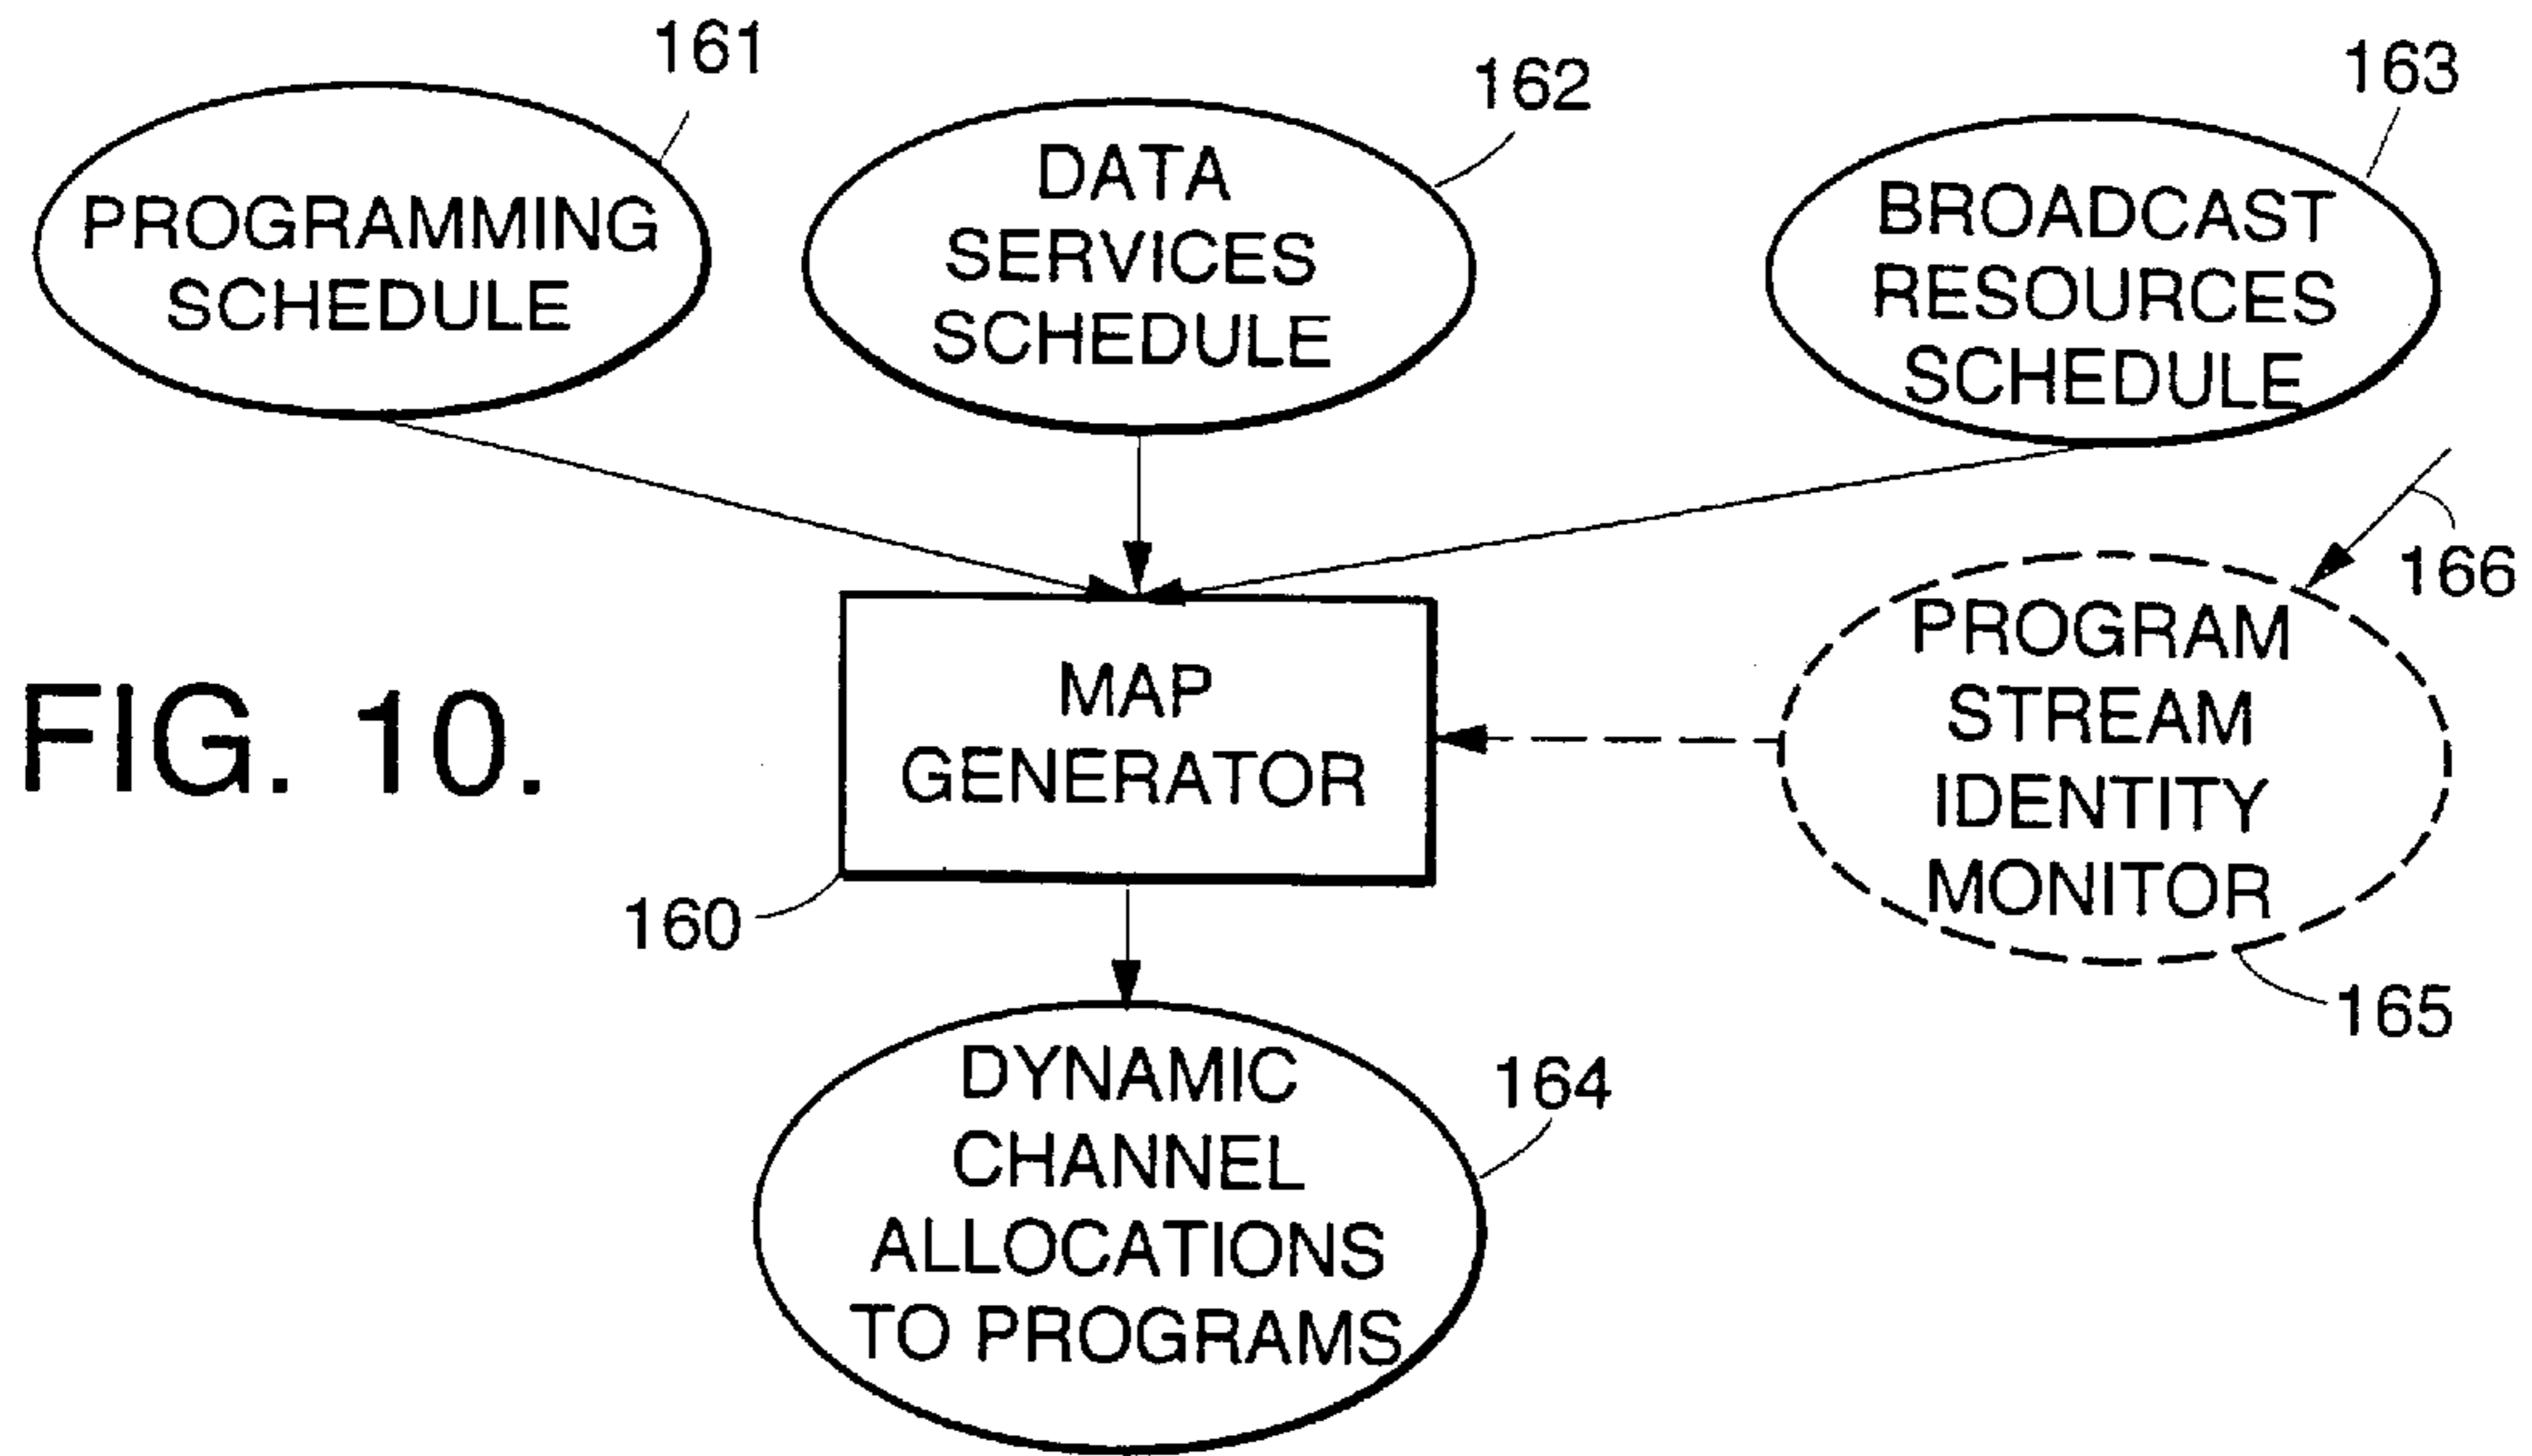 161
162
163
PROGRAMMING
SCHEDULE
DATA
SERVICES
SCHEDULE
BROADCAST
RESOURCES
SCHEDULE
166
FIG. 10.
MAP
GENERATOR
160
PROGRAM
STREAM
IDENTITY
MONITOR
165
DYNAMIC
CHANNEL
ALLOCATIONS
TO PROGRAMS
164